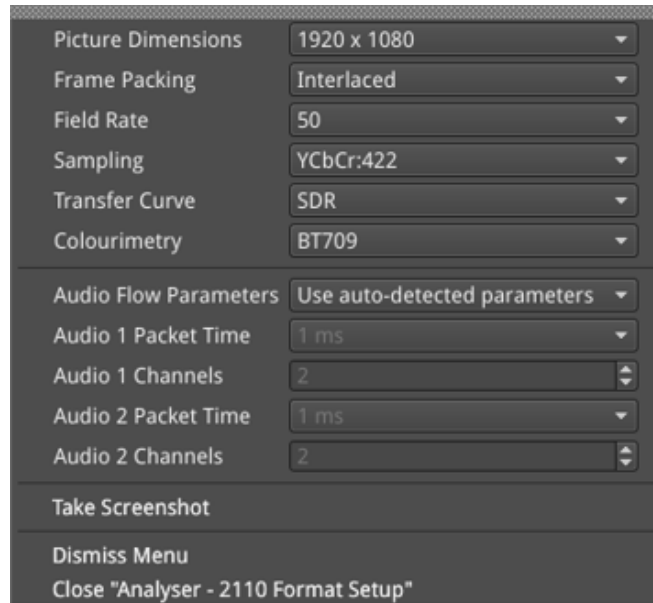 Picture Dimensions 1920 x 1080
Frame Packing Interlaced
Field Rate 50
Sampling YCbCr:422
Transfer Curve SDR
Colourimetry BT709
Audio Flow Parameters Use auto-detected parameters
Audio 1 Packet Time 1 ms
Audio 1 Channels 2
Audio 2 Packet Time 1 ms
Audio 2 Channels 2
Take Screenshot
Dismiss Menu
Close "Analyser - 2110 Format Setup"